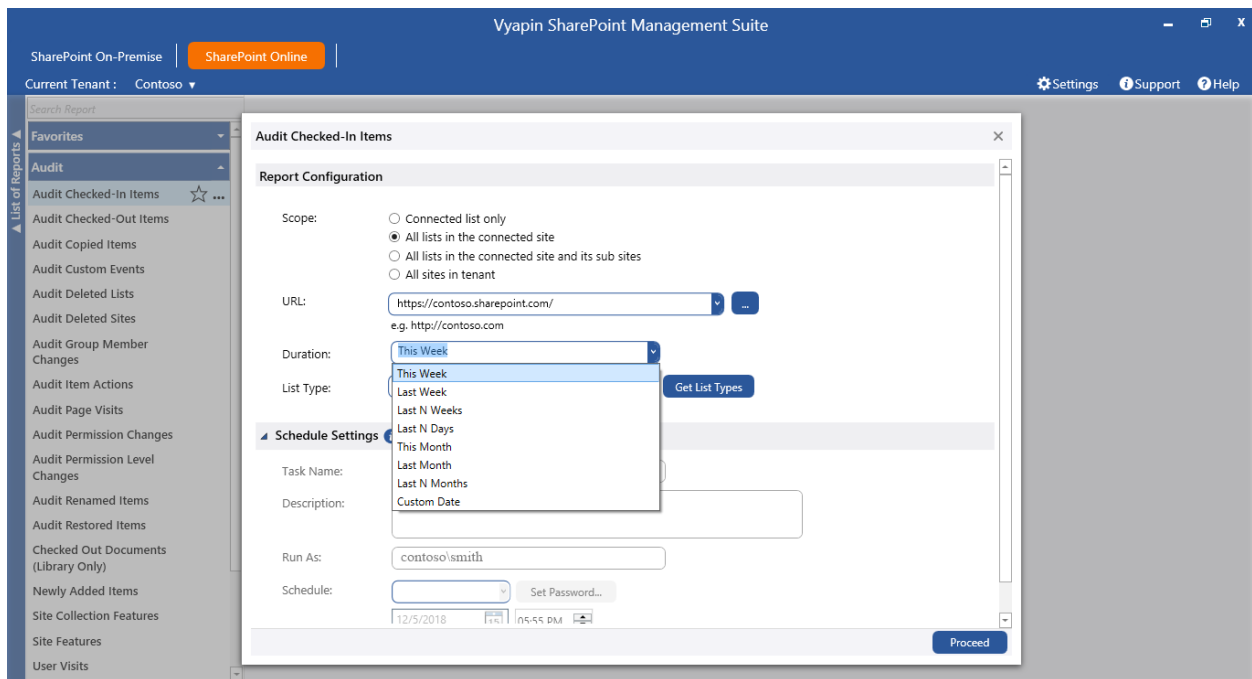 Vyapin SharePoint Management Suite
SharePoint On-Premise SharePoint Online
Current Tenant : Contoso
Settings Support Help
Search Report
List of Reports
Favorites
Audit
Audit Checked-In Items ...
Audit Checked-Out Items
Audit Copied Items
Audit Custom Events
Audit Deleted Lists
Audit Deleted Sites
Audit Group Member
Changes
Audit Item Actions
Audit Page Visits
Audit Permission Changes
Audit Permission Level
Changes
Audit Renamed Items
Audit Restored Items
Checked Out Documents
(Library Only)
Newly Added Items
Site Collection Features
Site Features
User Visits
Audit Checked-In Items
Report Configuration
Scope: Connected list only
All lists in the connected site
All lists in the connected site and its sub sites
All sites in tenant
URL: https://contoso.sharepoint.com/ ...
e.g. http://contoso.com
Duration: This Week
This Week
Last Week
Last N Weeks
Last N Days
This Month
Last Month
Last N Months
Custom Date
List Type: Get List Types
Schedule Settings
Task Name:
Description:
Run As: contoso\smith
Schedule: Set Password...
12/5/2018 15 05:55 PM
Proceed